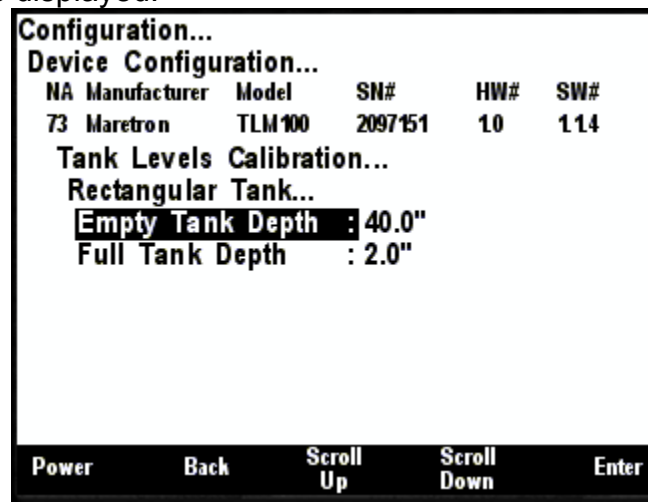 displayed.
Configuration...
Device Configuration...
NA Manufacturer Model SN# HW# SW#
73 Maretron TLM100 2097151 1.0 1.1.4
Tank Levels Calibration...
Rectangular Tank...
Empty Tank Depth : 40.0"
Full Tank Depth : 2.0"
Power Back Scroll Up Scroll Down Enter